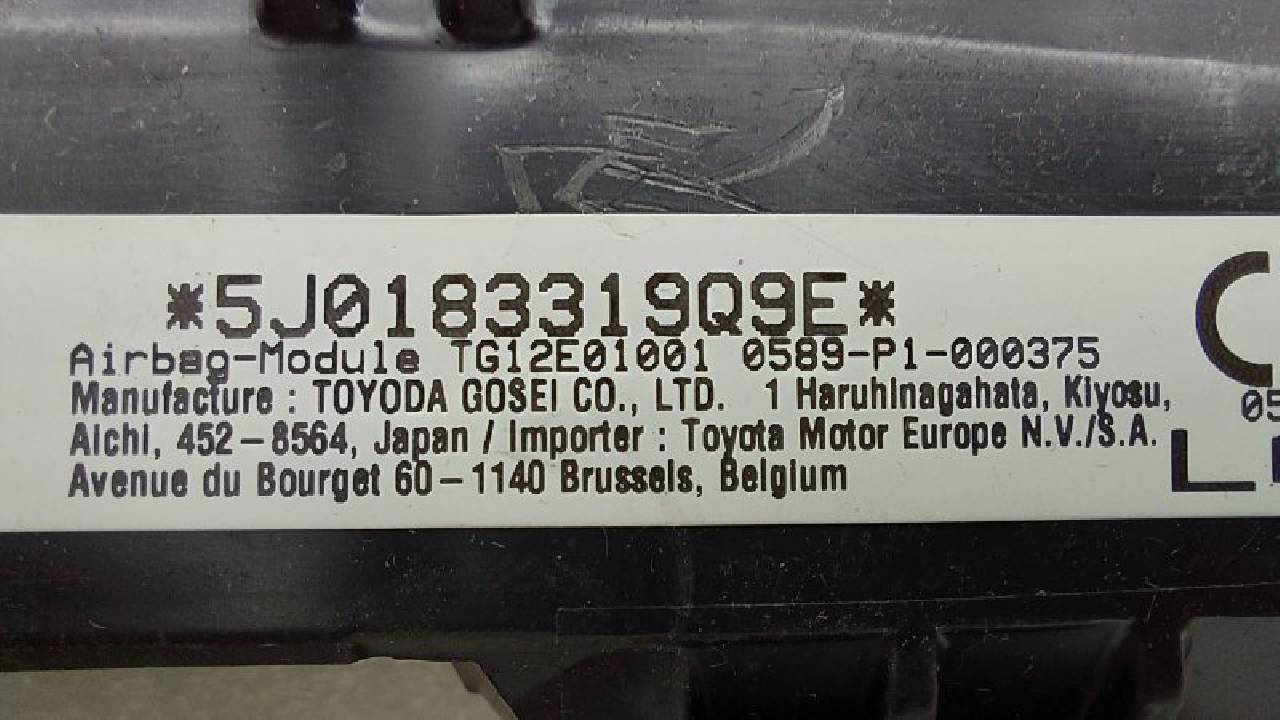 *5J0183319Q9E*
Airbag-Module TG12E01001 0589-P1-000375
Manufacture : TOYODA GOSEI CO., LTD. 1 Haruhinagahata, Kiyosu,
Aichi, 452-8564, Japan / Importer : Toyota Motor Europe N.V./S.A.
Avenue du Bourget 60-1140 Brussels, Belgium